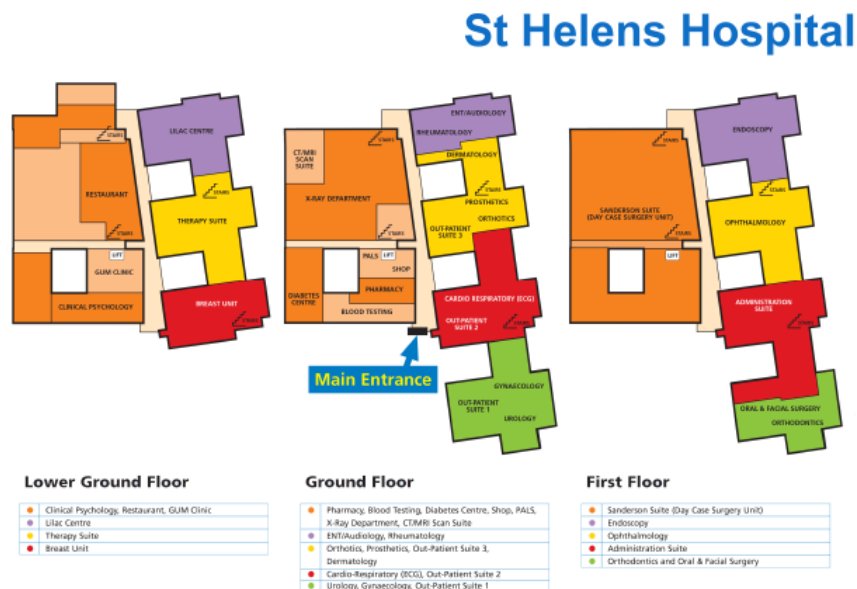 St Helens Hospital
LILAC CENTRE
STAIRS
RESTAURANT
STAIRS
THERAPY SUITE
STAIRS
LIFT
GUM CLINIC
CLINICAL PSYCHOLOGY
BREAST UNIT
STAIRS
ENT/AUDIOLOGY
RHEUMATOLOGY
STAIRS
CT/MRI
SCAN
SUITE
DERMATOLOGY
X-RAY DEPARTMENT
STAIRS
PROSTHETICS
ORTHOTICS
OUT-PATIENT
SUITE 3
STAIRS
PALS
LIFT
SHOP
DIABETES
CENTRE
PHARMACY
BLOOD TESTING
CARDIO RESPIRATORY (ECG)
OUT-PATIENT
SUITE 2
STAIRS
Main Entrance
GYNAECOLOGY
OUT-PATIENT
SUITE 1
UROLOGY
ENDOSCOPY
STAIRS
STAIRS
SANDERSON SUITE
(DAY CASE SURGERY UNIT)
OPHTHALMOLOGY
STAIRS
LIFT
ADMINISTRATION
SUITE
STAIRS
ORAL & FACIAL SURGERY
ORTHODONTICS
Lower Ground Floor
Clinical Psychology, Restaurant, GUM Clinic
Lilac Centre
Therapy Suite
Breast Unit
Ground Floor
Pharmacy, Blood Testing, Diabetes Centre, Shop, PALS,
X-Ray Department, CT/MRI Scan Suite
ENT/Audiology, Rheumatology
Orthotics, Prosthetics, Out-Patient Suite 3,
Dermatology
Cardio-Respiratory (ECG), Out-Patient Suite 2
Urology, Gynaecology, Out-Patient Suite 1
First Floor
Sanderson Suite (Day Case Surgery Unit)
Endoscopy
Ophthalmology
Administration Suite
Orthodontics and Oral & Facial Surgery